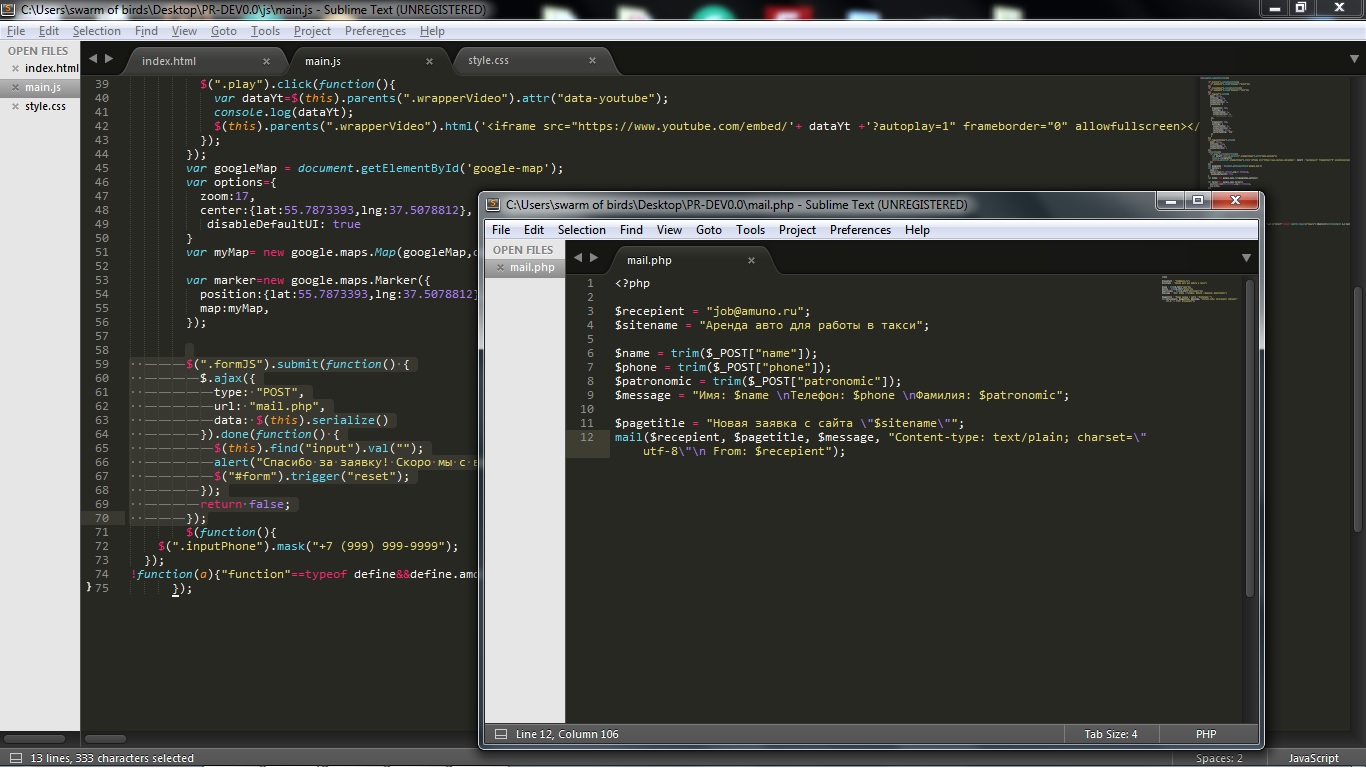 C:\Users\swarm of birds\Desktop\PR-DEV0.0\js\main.js - Sublime Text (UNREGISTERED)
File Edit Selection Find View Goto Tools Project Preferences Help
OPEN FILES
index.html
main.js
style.css
index.html main.js style.css
39 $(".play").click(function(){
40 var dataYt=$(this).parents(".wrapperVideo").attr("data-youtube");
41 console.log(dataYt);
42 $(this).parents(".wrapperVideo").html('<iframe src="https://www.youtube.com/embed/'+ dataYt +'?autoplay=1" frameborder="0" allowfullscreen></
43 });
44 });
45 var googleMap = document.getElementById('google-map');
46 var options={
47 zoom:17,
48 center:{lat:55.7873393,lng:37.5078812},
49 disableDefaultUI: true
50 }
51 var myMap= new google.maps.Map(googleMap,
52
53 var marker=new google.maps.Marker({
54 position:{lat:55.7873393,lng:37.5078812}
55 map:myMap,
56 });
57
58
59 $(".formJS").submit(function() {
60 $.ajax({
61 type: "POST",
62 url: "mail.php",
63 data: $(this).serialize()
64 }).done(function() {
65 $(this).find("input").val("");
66 alert("Спасибо за заявку! Скоро мы с
67 $("#form").trigger("reset");
68 });
69 return false;
70 });
71 $(function(){
72 $(".inputPhone").mask("+7 (999) 999-9999");
73 });
74 !function(a){"function"==typeof define&&define.amd
75 });
13 lines, 333 characters selected
Spaces: 2 JavaScript
C:\Users\swarm of birds\Desktop\PR-DEV0.0\mail.php - Sublime Text (UNREGISTERED)
File Edit Selection Find View Goto Tools Project Preferences Help
OPEN FILES
mail.php
mail.php
1 <?php
2
3 $recepient = "job@amuno.ru";
4 $sitename = "Аренда авто для работы в такси";
5
6 $name = trim($_POST["name"]);
7 $phone = trim($_POST["phone"]);
8 $patronomic = trim($_POST["patronomic"]);
9 $message = "Имя: $name \nТелефон: $phone \nФамилия: $patronomic";
10
11 $pagetitle = "Новая заявка с сайта \"$sitename\"";
12 mail($recepient, $pagetitle, $message, "Content-type: text/plain; charset=\"
utf-8\"\n From: $recepient");
Line 12, Column 106
Tab Size: 4 PHP